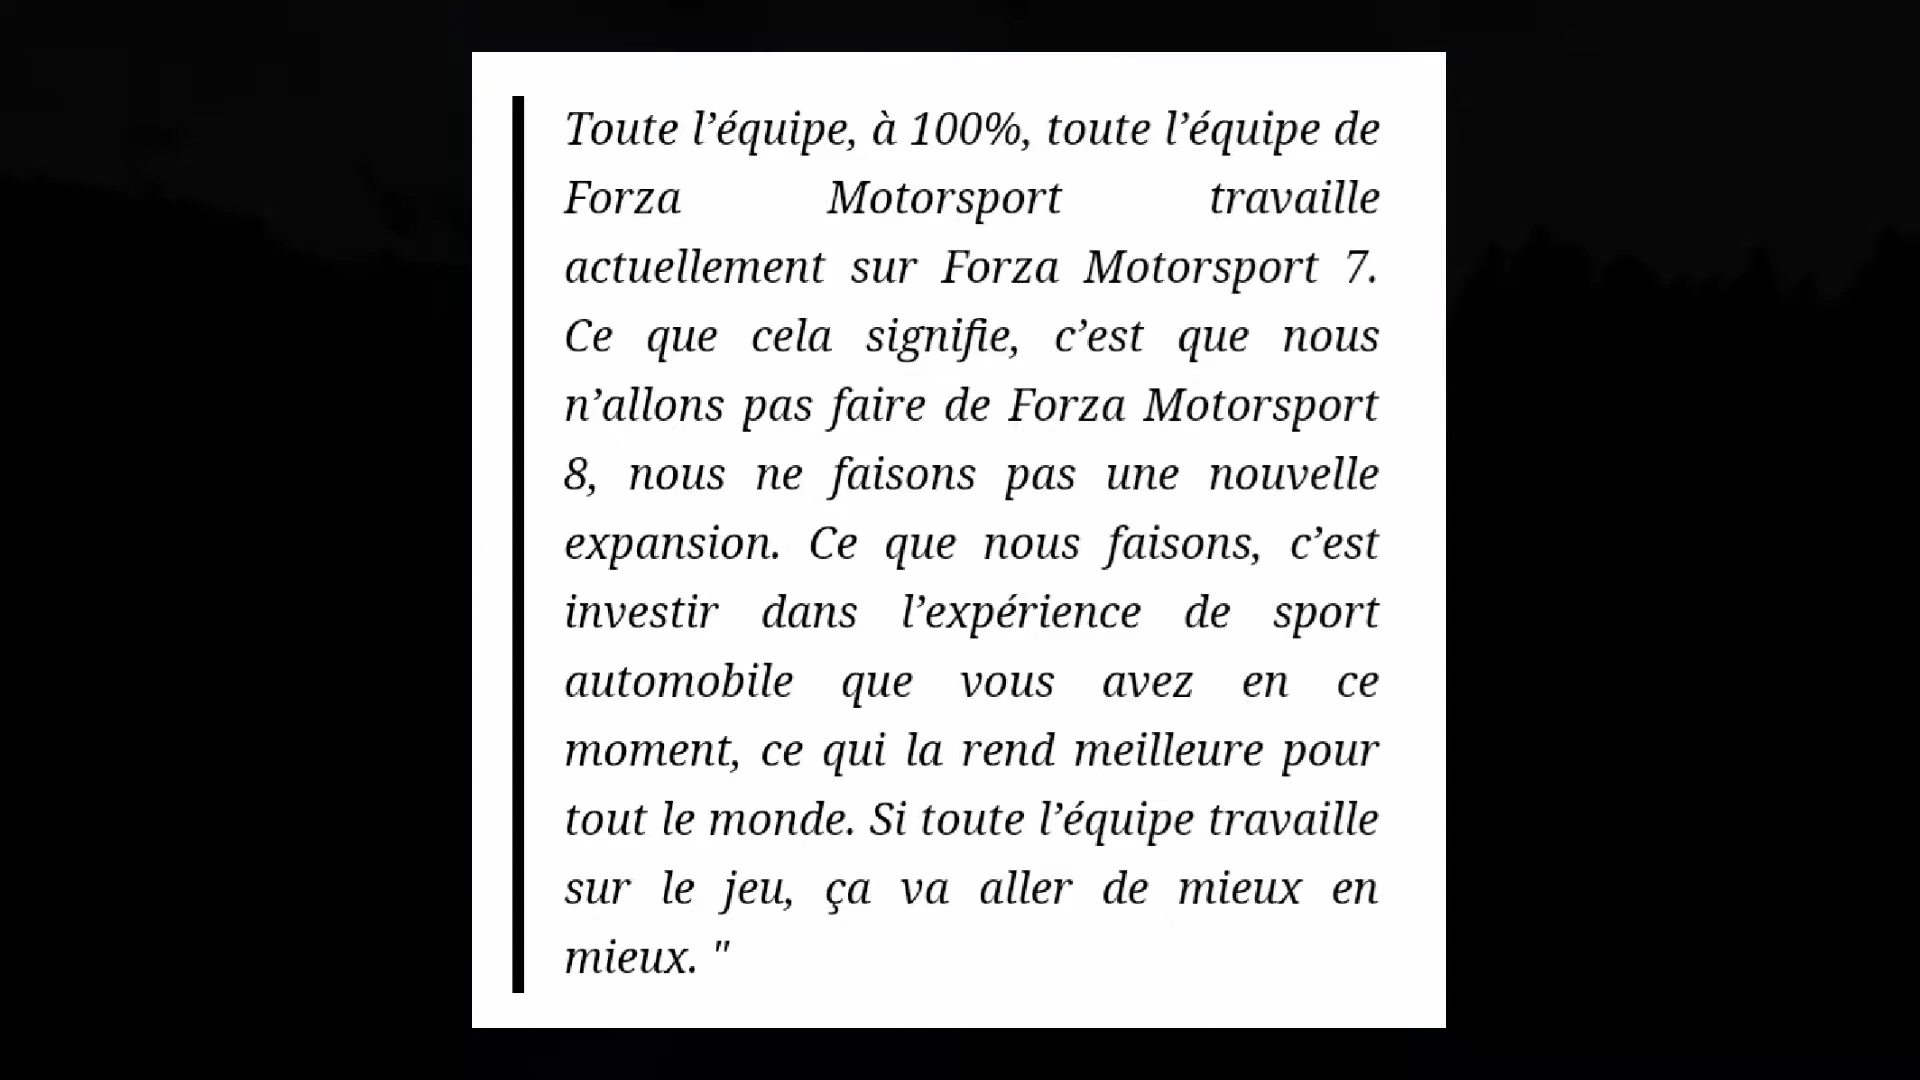 Toute l’équipe, à 100%, toute l’équipe de
Forza Motorsport travaille
actuellement sur Forza Motorsport 7.
Ce que cela signifie, c’est que nous
n’allons pas faire de Forza Motorsport
8, nous ne faisons pas une nouvelle
expansion. Ce que nous faisons, c’est
investir dans l’expérience de sport
automobile que vous avez en ce
moment, ce qui la rend meilleure pour
tout le monde. Si toute l’équipe travaille
sur le jeu, ça va aller de mieux en
mieux. "